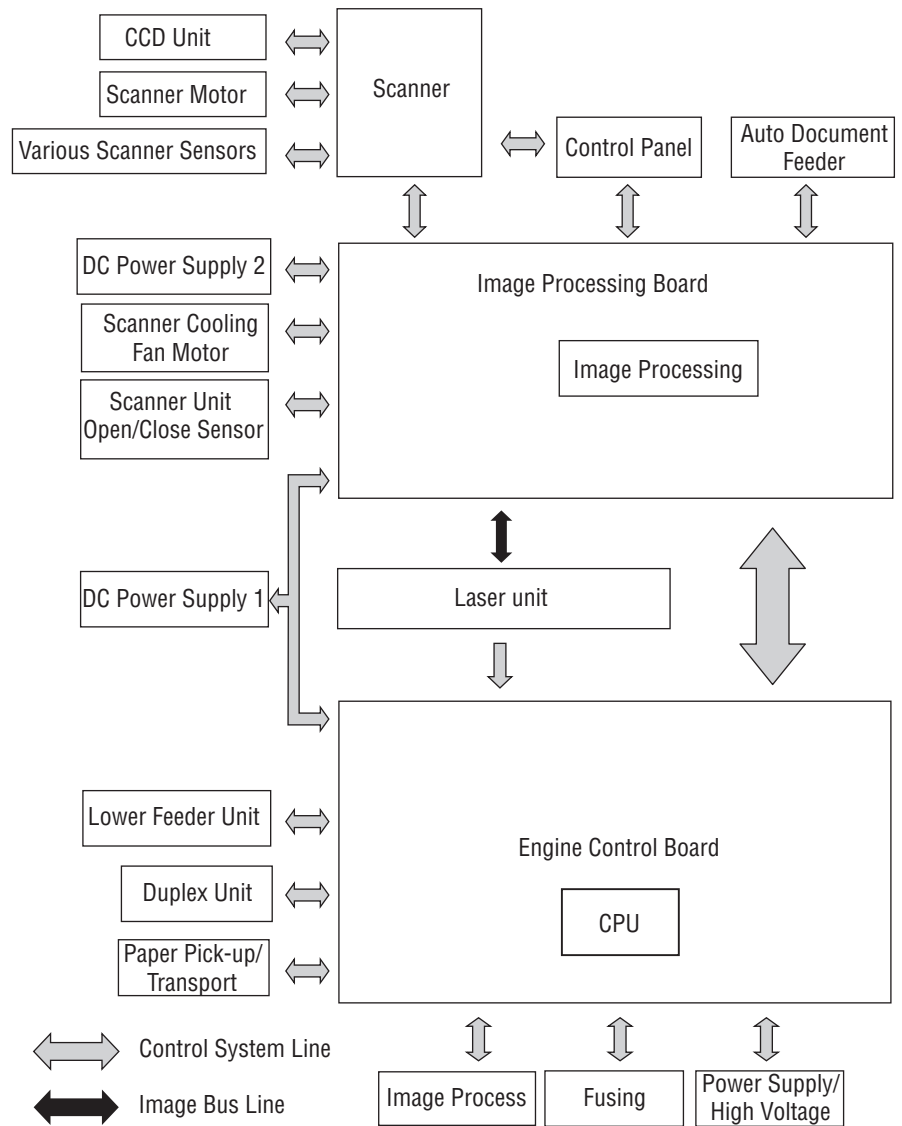 CCD Unit
Scanner Motor
Various Scanner Sensors
Scanner
Control Panel
Auto Document
Feeder
DC Power Supply 2
Scanner Cooling
Fan Motor
Scanner Unit
Open/Close Sensor
Image Processing Board
Image Processing
DC Power Supply 1
Laser unit
Lower Feeder Unit
Duplex Unit
Paper Pick-up/
Transport
Engine Control Board
CPU
Control System Line
Image Bus Line
Image Process
Fusing
Power Supply/
High Voltage